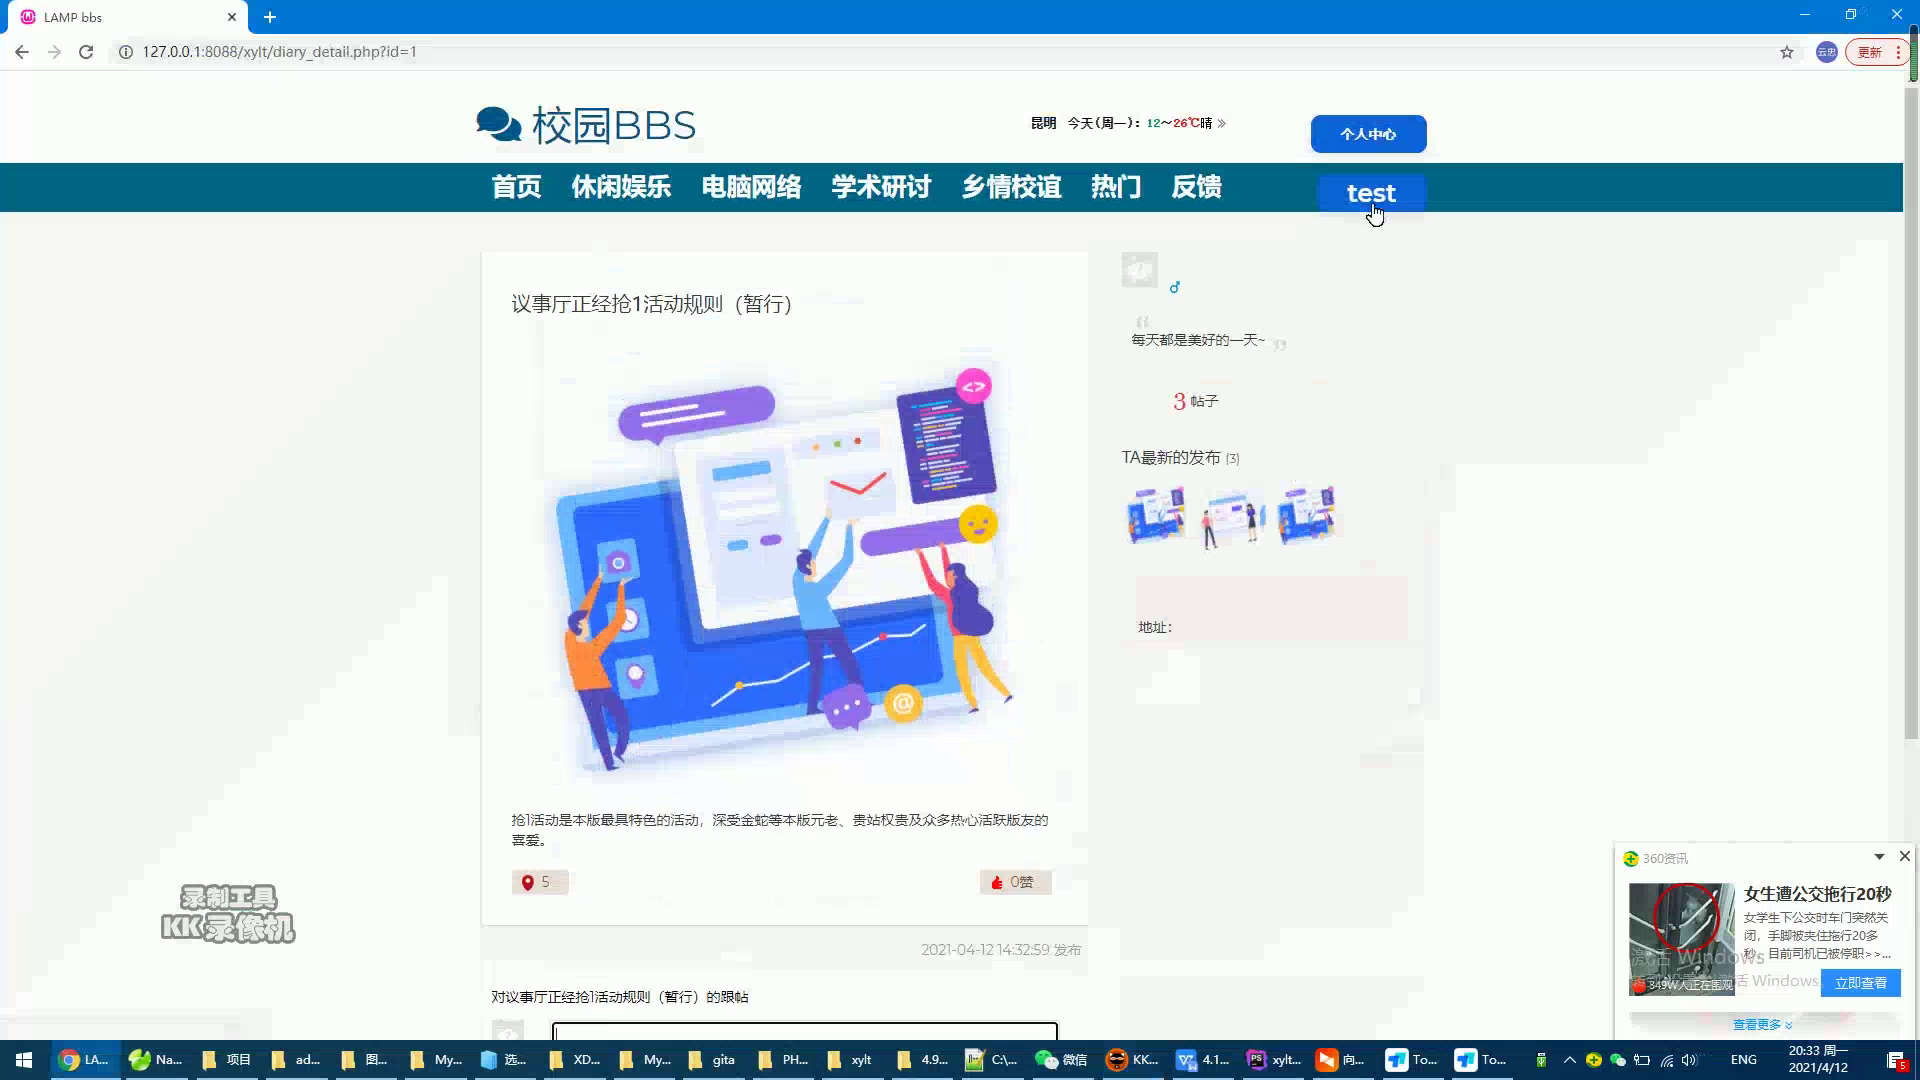 LAMP bbs
127.0.0.1:8088/xylt/diary_detail.php?id=1
云忠
更新
校园BBS
昆明 今天(周一)：12～26℃晴
个人中心
首页 休闲娱乐 电脑网络 学术研讨 乡情校谊 热门 反馈
test
议事厅正经抢1活动规则（暂行）
每天都是美好的一天~
3 帖子
TA最新的发布 (3)
地址：
抢1活动是本版最具特色的活动，深受金蛇等本版元老、贵站权贵及众多热心活跃版友的
喜爱。
5
0赞
2021-04-12 14:32:59 发布
对议事厅正经抢1活动规则（暂行）的跟帖
录制工具
KK录像机
360资讯
女生遭公交拖行20秒
女学生下公交时车门突然关
闭，手脚被夹住拖行20多
秒。目前司机已被停职>>...
激活 Windows
349W人正在围观
立即查看
查看更多
LA...
Na...
项目
ad...
图...
My...
选...
XD...
My...
gita
PH...
xylt
4.9...
C:\...
微信
KK...
4.1...
xylt...
向...
To...
To...
ENG
20:33 周一
2021/4/12
5